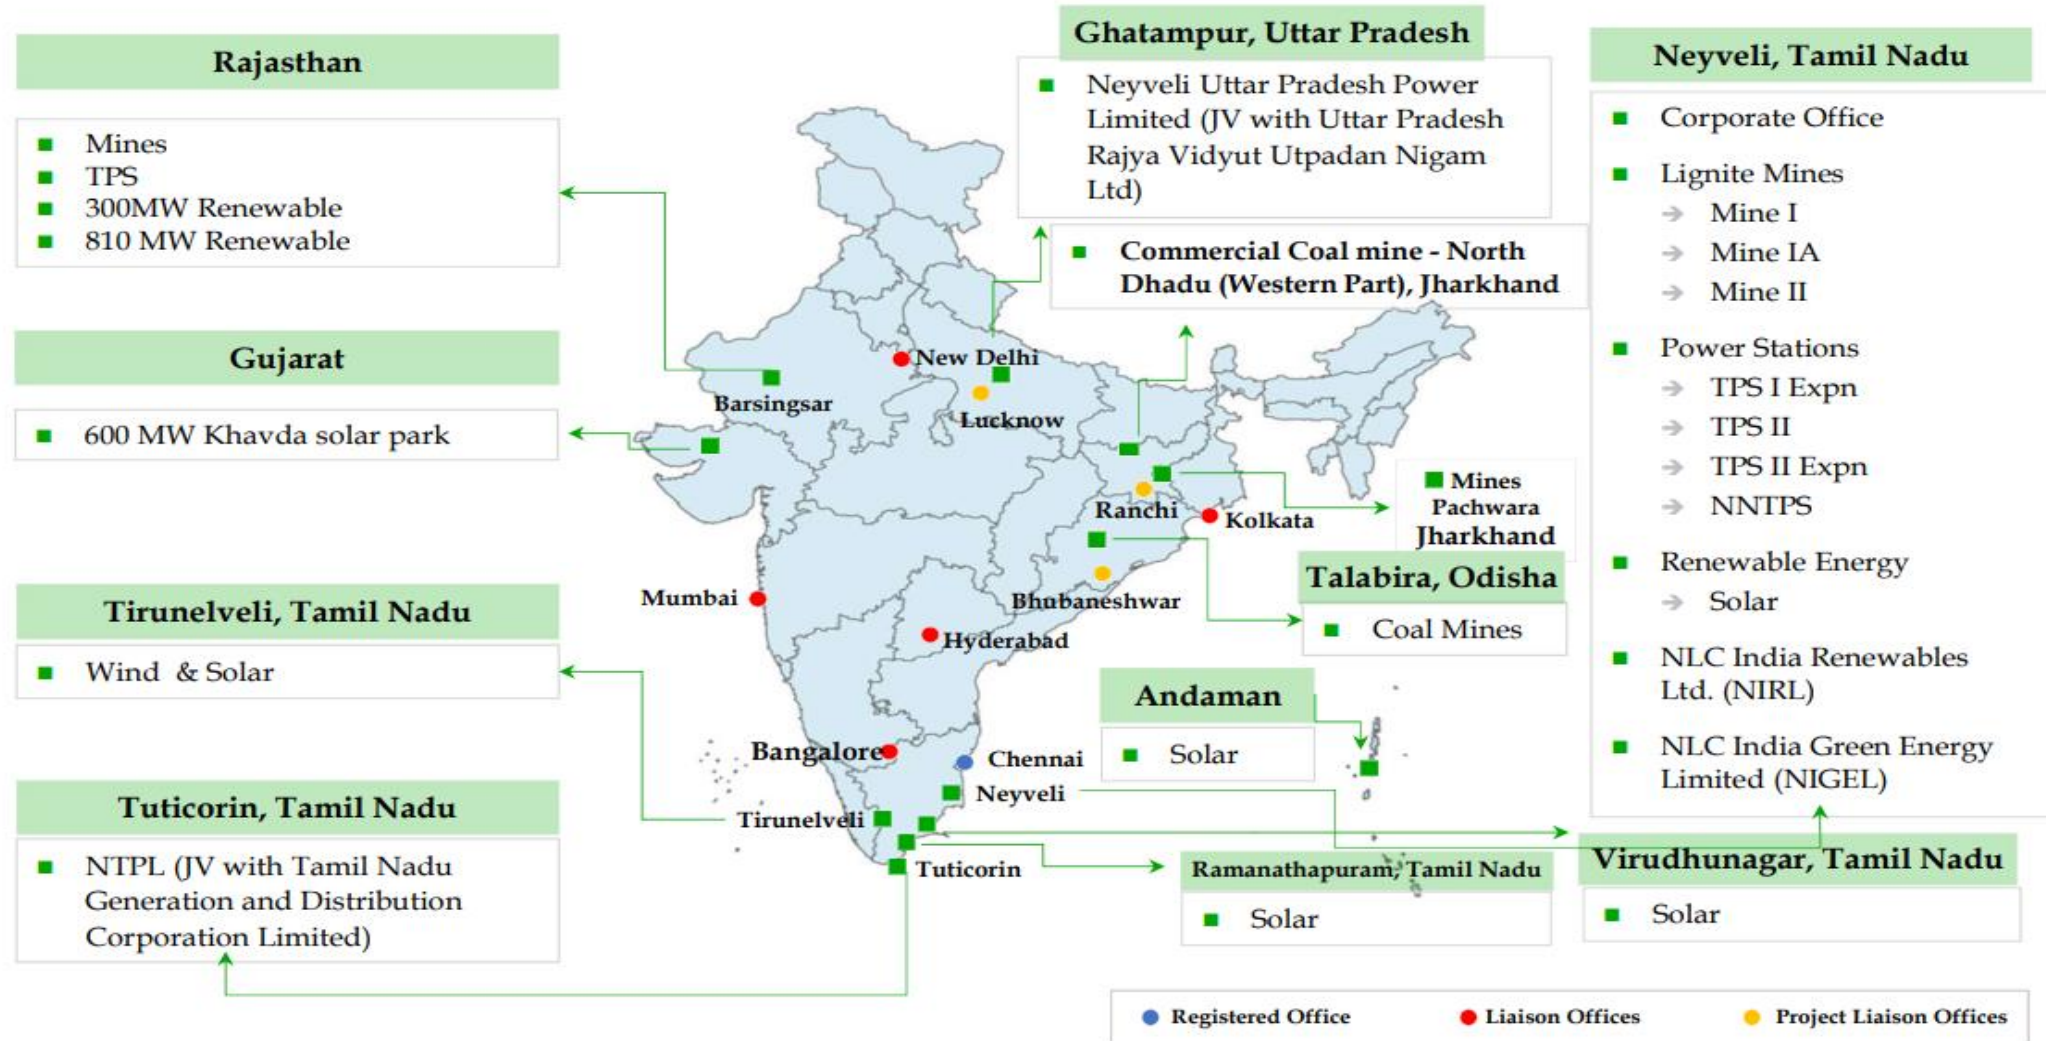 Rajasthan
Mines
TPS
300MW Renewable
810 MW Renewable
Gujarat
600 MW Khavda solar park
Tirunelveli, Tamil Nadu
Wind & Solar
Tuticorin, Tamil Nadu
NTPL (JV with Tamil Nadu
Generation and Distribution
Corporation Limited)
Ghatampur, Uttar Pradesh
Neyveli Uttar Pradesh Power
Limited (JV with Uttar Pradesh
Rajya Vidyut Utpadan Nigam
Ltd)
Commercial Coal mine - North
Dhadu (Western Part), Jharkhand
New Delhi
Barsingsar
Lucknow
Ranchi
Kolkata
Mumbai
Bhubaneshwar
Hyderabad
Bangalore
Chennai
Neyveli
Tirunelveli
Tuticorin
Mines
Pachwara
Jharkhand
Talabira, Odisha
Coal Mines
Andaman
Solar
Ramanathapuram, Tamil Nadu
Solar
Neyveli, Tamil Nadu
Corporate Office
Lignite Mines
Mine I
Mine IA
Mine II
Power Stations
TPS I Expn
TPS II
TPS II Expn
NNTPS
Renewable Energy
Solar
NLC India Renewables
Ltd. (NIRL)
NLC India Green Energy
Limited (NIGEL)
Virudhunagar, Tamil Nadu
Solar
Registered Office
Liaison Offices
Project Liaison Offices